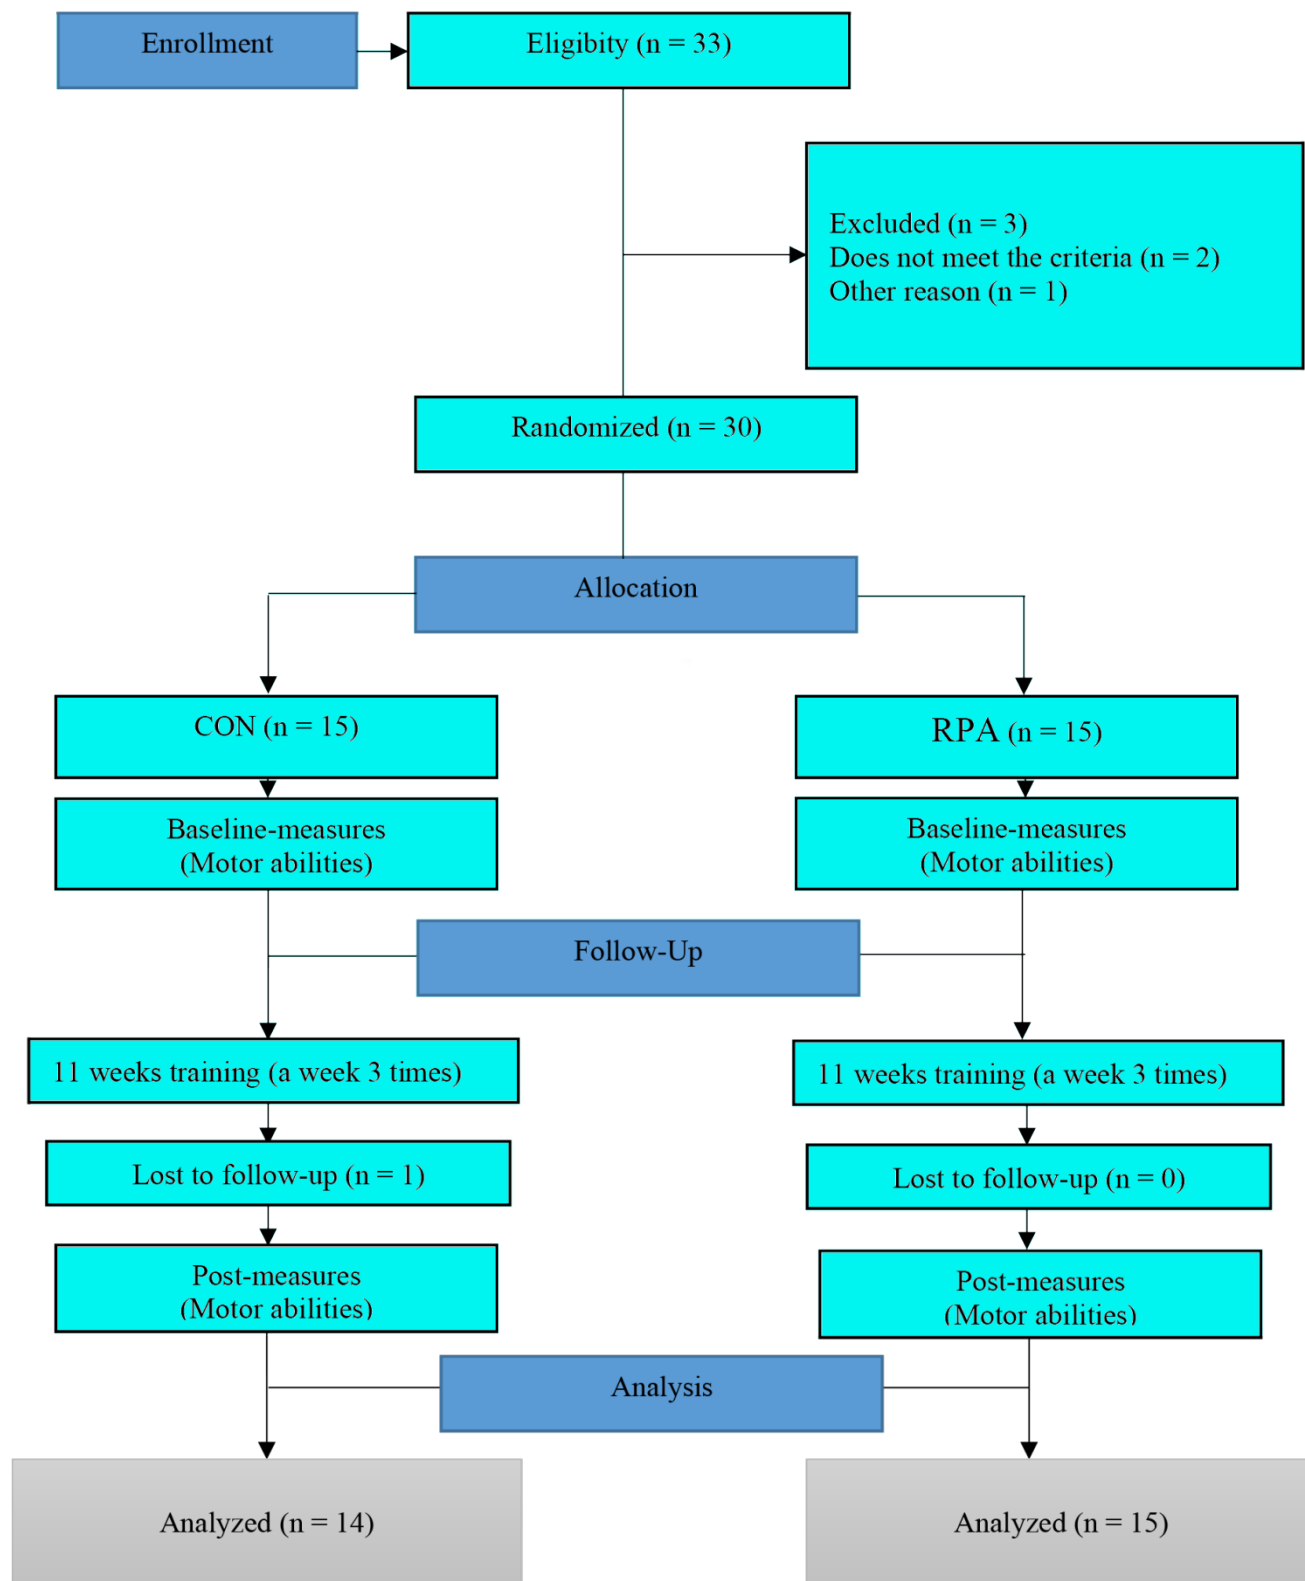 Enrollment
Eligibity (n = 33)
Excluded (n = 3)
Does not meet the criteria (n = 2)
Other reason (n = 1)
Randomized (n = 30)
Allocation
CON (n = 15)
RPA (n = 15)
Baseline-measures
(Motor abilities)
Baseline-measures
(Motor abilities)
Follow-Up
11 weeks training (a week 3 times)
11 weeks training (a week 3 times)
Lost to follow-up (n = 1)
Lost to follow-up (n = 0)
Post-measures
(Motor abilities)
Post-measures
(Motor abilities)
Analysis
Analyzed (n = 14)
Analyzed (n = 15)